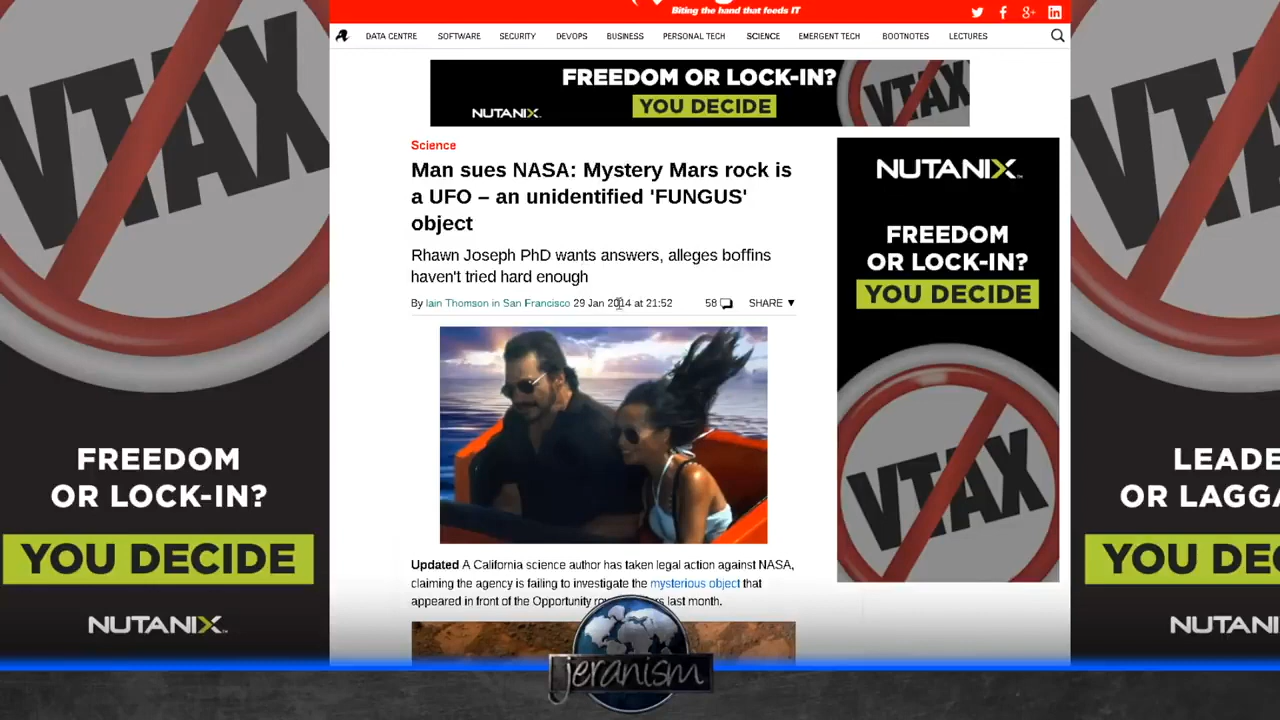 Biting the hand that feeds IT
DATA CENTRE SOFTWARE SECURITY DEVOPS BUSINESS PERSONAL TECH SCIENCE EMERGENT TECH BOOTNOTES LECTURES
FREEDOM OR LOCK-IN?
YOU DECIDE
NUTANIX
VTAX
Science
Man sues NASA: Mystery Mars rock is
a UFO – an unidentified 'FUNGUS'
object
Rhawn Joseph PhD wants answers, alleges boffins
haven't tried hard enough
By Iain Thomson in San Francisco 29 Jan 2014 at 21:52 58 SHARE ▼
Updated A California science author has taken legal action against NASA,
claiming the agency is failing to investigate the mysterious object that
appeared in front of the Opportunity last month.
NUTANIX
FREEDOM
OR LOCK-IN?
YOU DECIDE
VTAX
VTAX
FREEDOM
OR LOCK-IN?
YOU DECIDE
NUTANIX
VTAX
LEADE
OR LAGGA
YOU DEC
NUTANI
jeranism